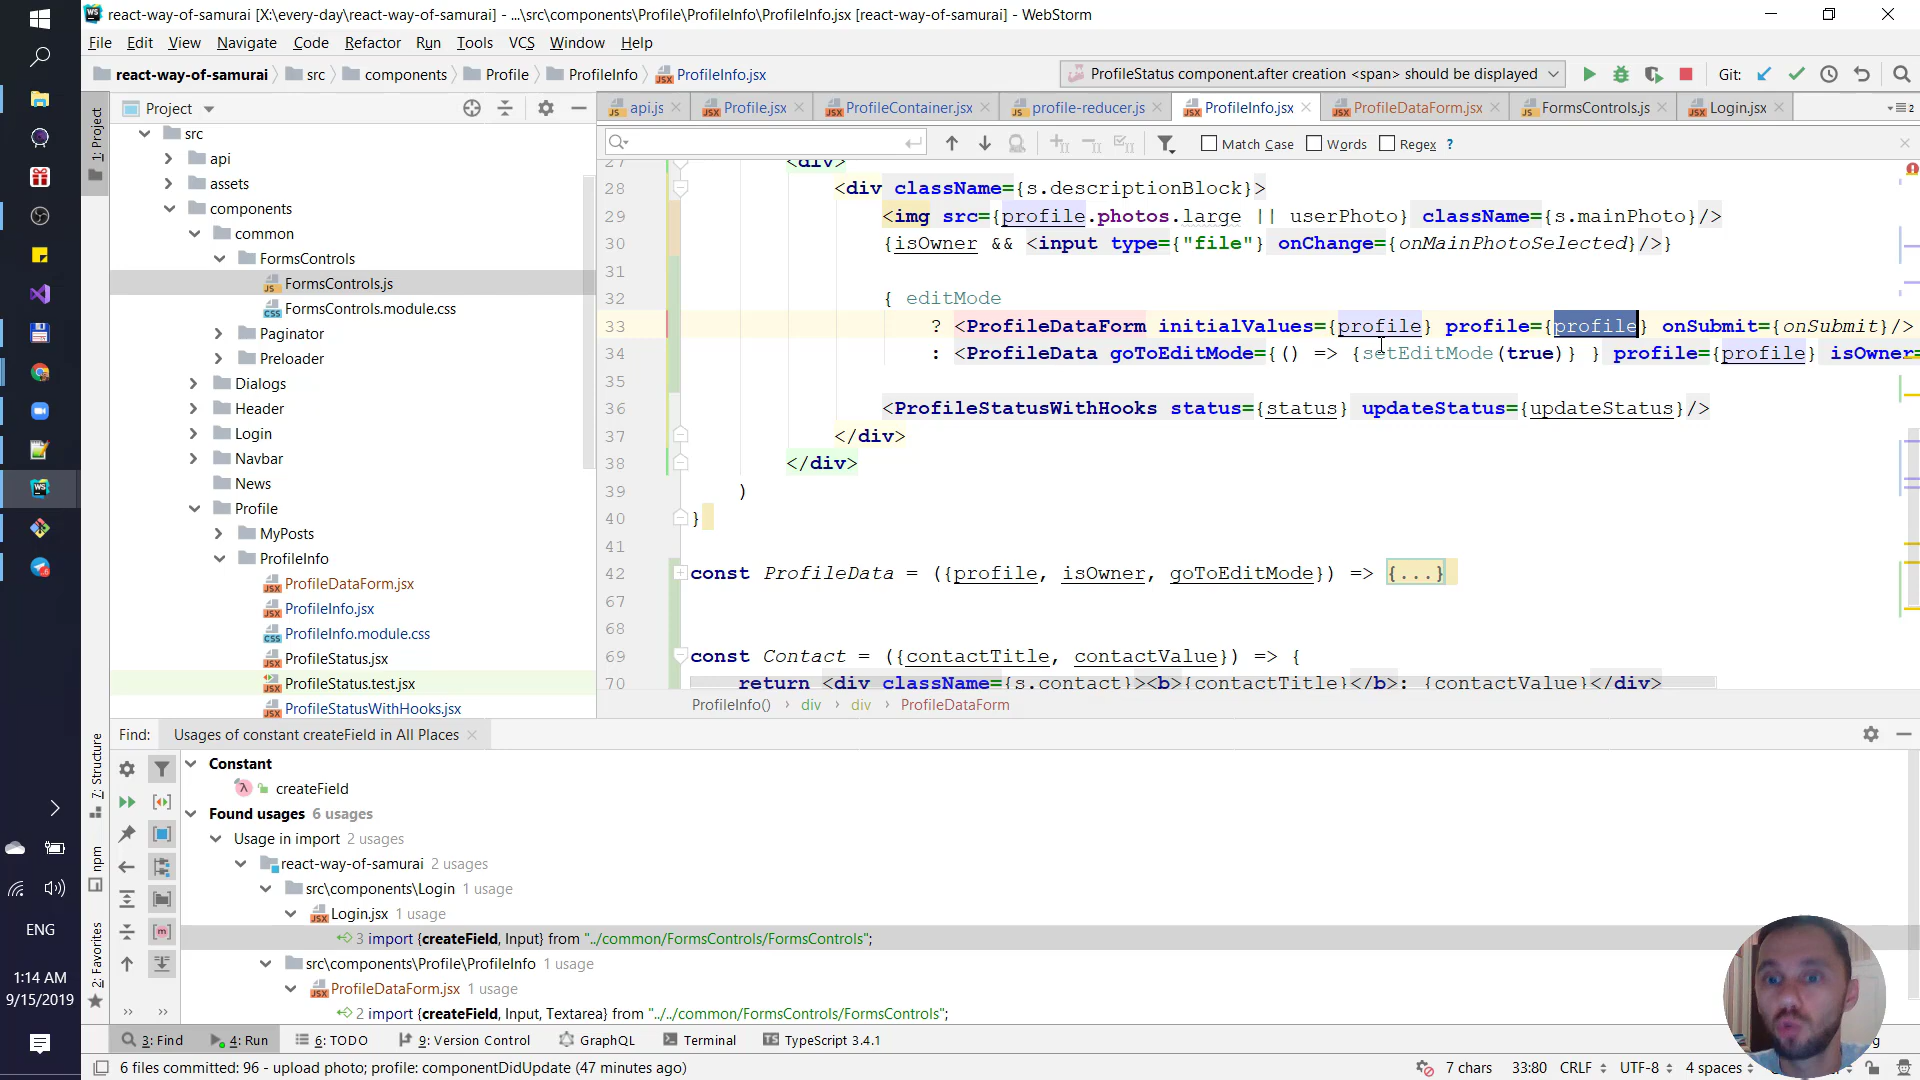 react-way-of-samurai [X:\every-day\react-way-of-samurai] - ...\src\components\Profile\ProfileInfo\ProfileInfo.jsx [react-way-of-samurai] - WebStorm
File Edit View Navigate Code Refactor Run Tools VCS Window Help
react-way-of-samurai src components Profile ProfileInfo ProfileInfo.jsx
ProfileStatus component.after creation <span> should be displayed Git:
1: Project
Project
api.js Profile.jsx ProfileContainer.jsx profile-reducer.js ProfileInfo.jsx ProfileDataForm.jsx FormsControls.js Login.jsx
Match Case Words Regex ?
src
api
assets
components
common
FormsControls
FormsControls.js
FormsControls.module.css
Paginator
Preloader
Dialogs
Header
Login
Navbar
News
Profile
MyPosts
ProfileInfo
ProfileDataForm.jsx
ProfileInfo.jsx
ProfileInfo.module.css
ProfileStatus.jsx
ProfileStatus.test.jsx
ProfileStatusWithHooks.jsx
27 <div>
28 <div className={s.descriptionBlock}>
29 <img src={profile.photos.large || userPhoto} className={s.mainPhoto}/>
30 {isOwner && <input type={"file"} onChange={onMainPhotoSelected}/>}
31
32 { editMode
33 ? <ProfileDataForm initialValues={profile} profile={profile} onSubmit={onSubmit}/>
34 : <ProfileData goToEditMode={() => {setEditMode(true)} } profile={profile} isOwner=
35
36 <ProfileStatusWithHooks status={status} updateStatus={updateStatus}/>
37 </div>
38 </div>
39 )
40 }
41
42 const ProfileData = ({profile, isOwner, goToEditMode}) => {...}
67
68
69 const Contact = ({contactTitle, contactValue}) => {
70 return <div className={s.contact}><b>{contactTitle}</b>: {contactValue}</div>
ProfileInfo() div div ProfileDataForm
Find: Usages of constant createField in All Places
Constant
createField
Found usages 6 usages
Usage in import 2 usages
react-way-of-samurai 2 usages
src\components\Login 1 usage
Login.jsx 1 usage
3 import {createField, Input} from "../common/FormsControls/FormsControls";
src\components\Profile\ProfileInfo 1 usage
ProfileDataForm.jsx 1 usage
2 import {createField, Input, Textarea} from "../../common/FormsControls/FormsControls";
7: Structure
npm
2: Favorites
3: Find 4: Run 6: TODO 9: Version Control GraphQL Terminal TypeScript 3.4.1
6 files committed: 96 - upload photo; profile: componentDidUpdate (47 minutes ago)
7 chars 33:80 CRLF UTF-8 4 spaces
ENG
1:14 AM
9/15/2019